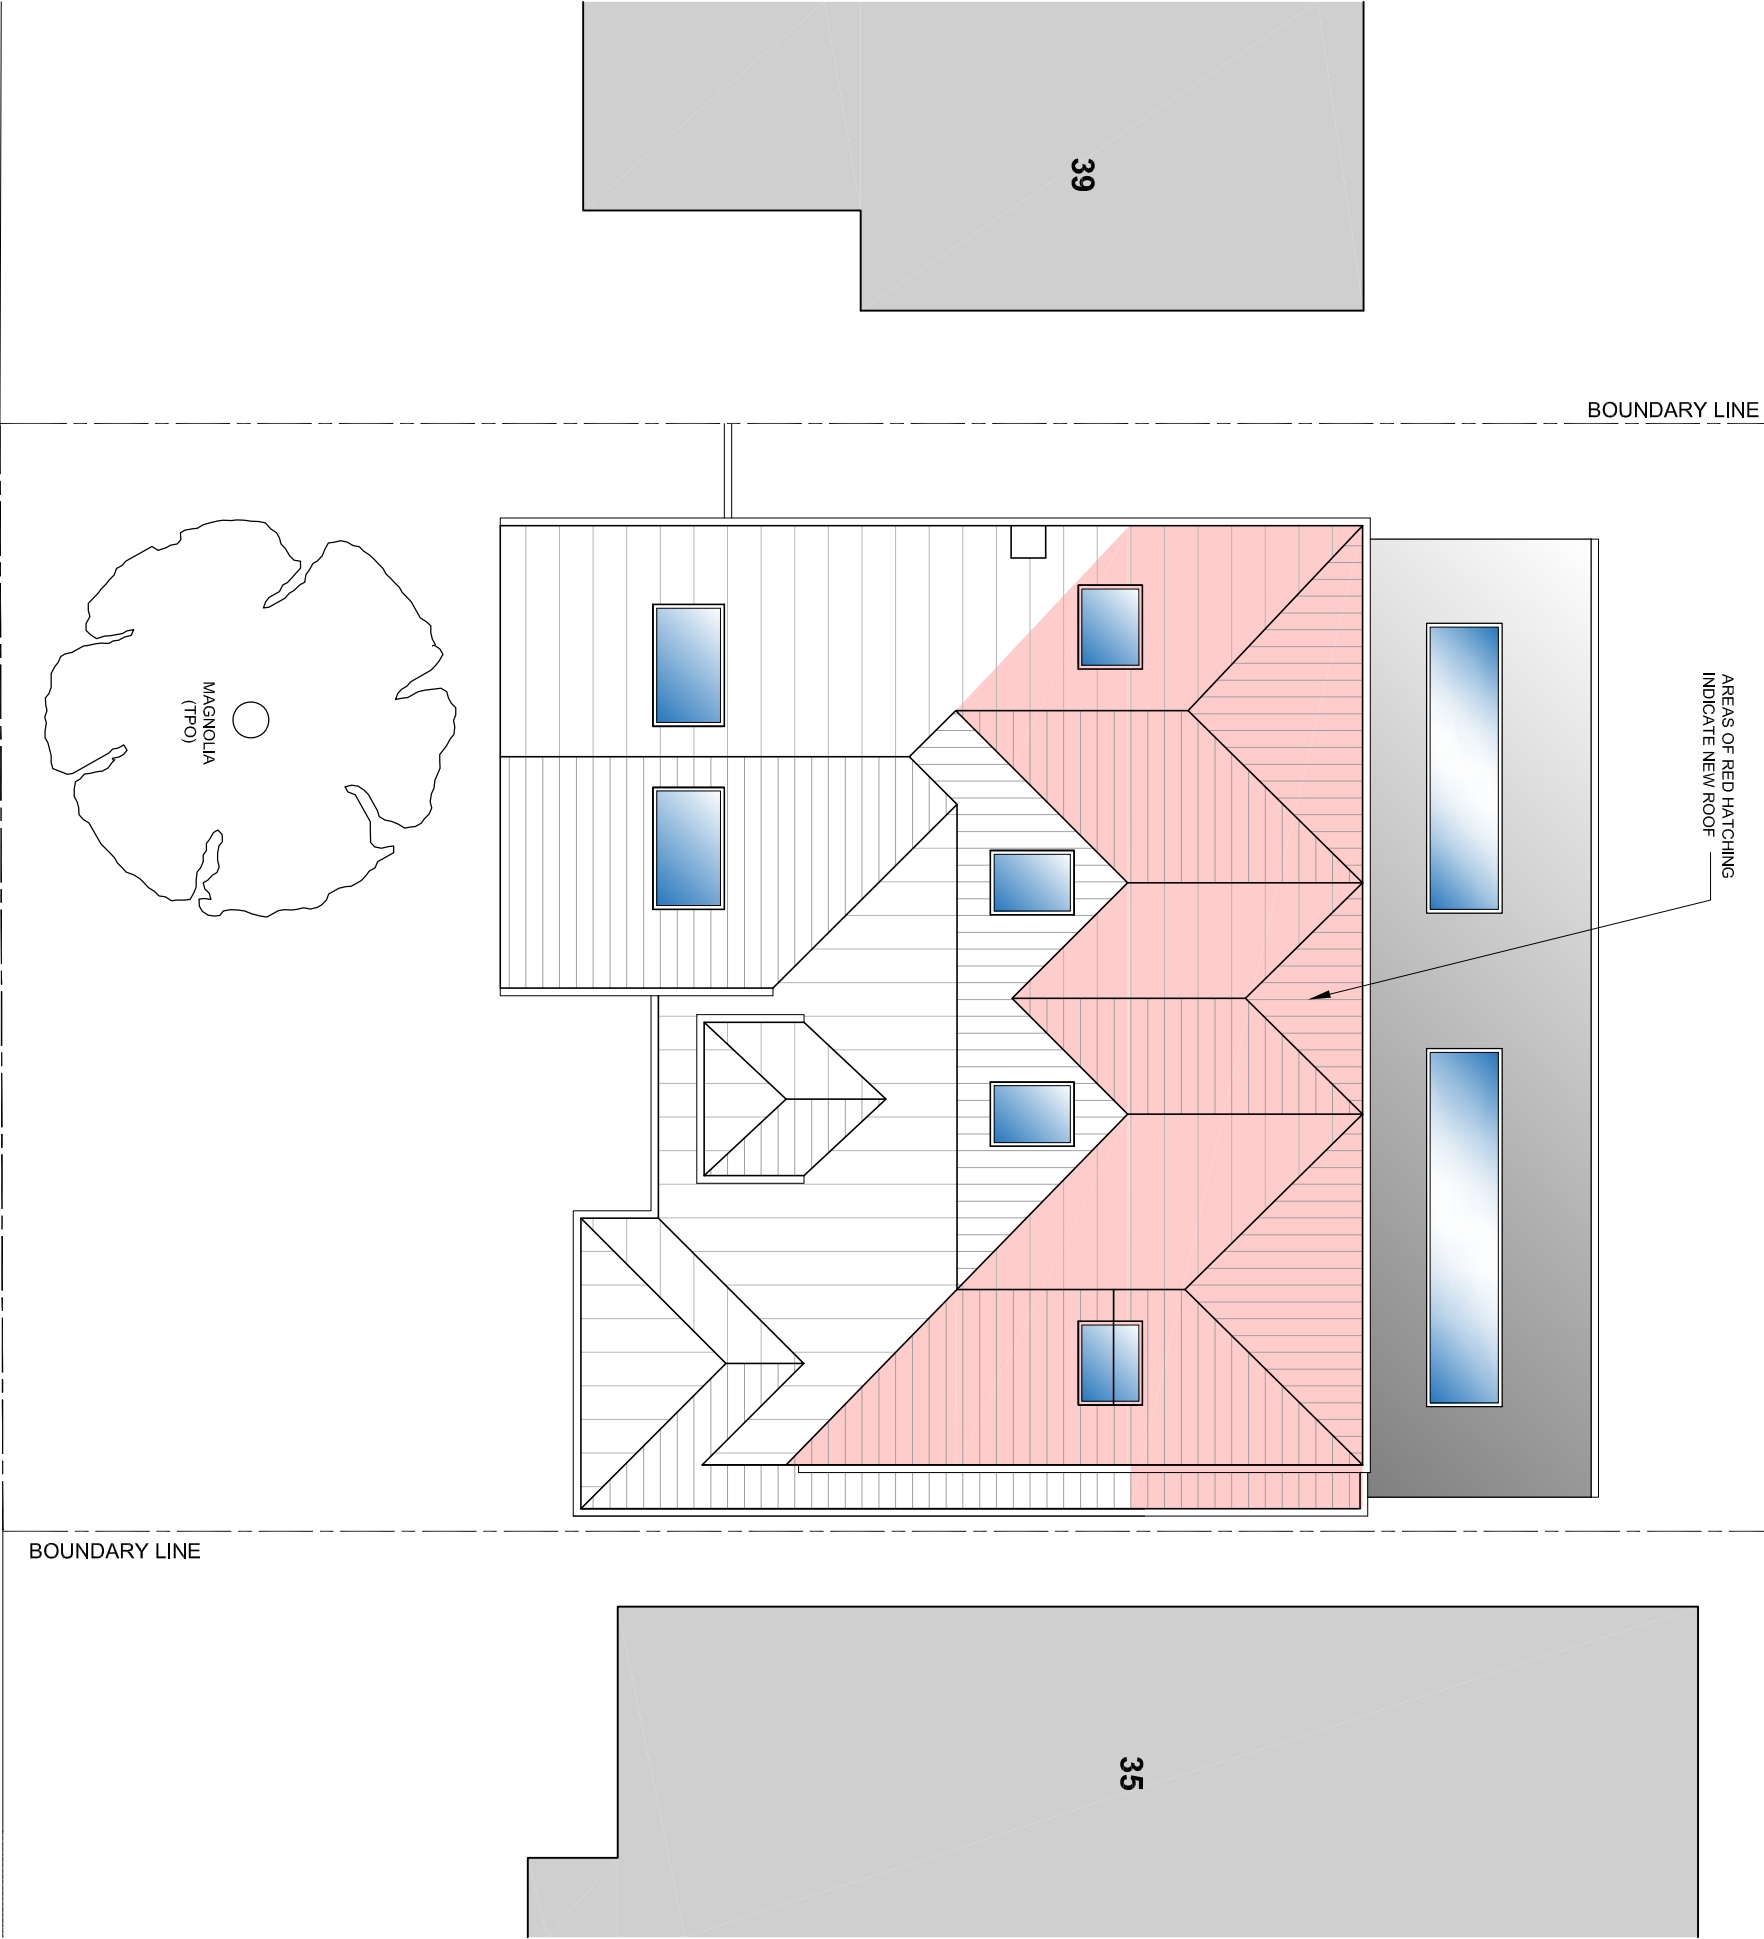 39
BOUNDARY LINE
AREAS OF RED HATCHING
INDICATE NEW ROOF
MAGNOLIA
(TPO)
BOUNDARY LINE
35